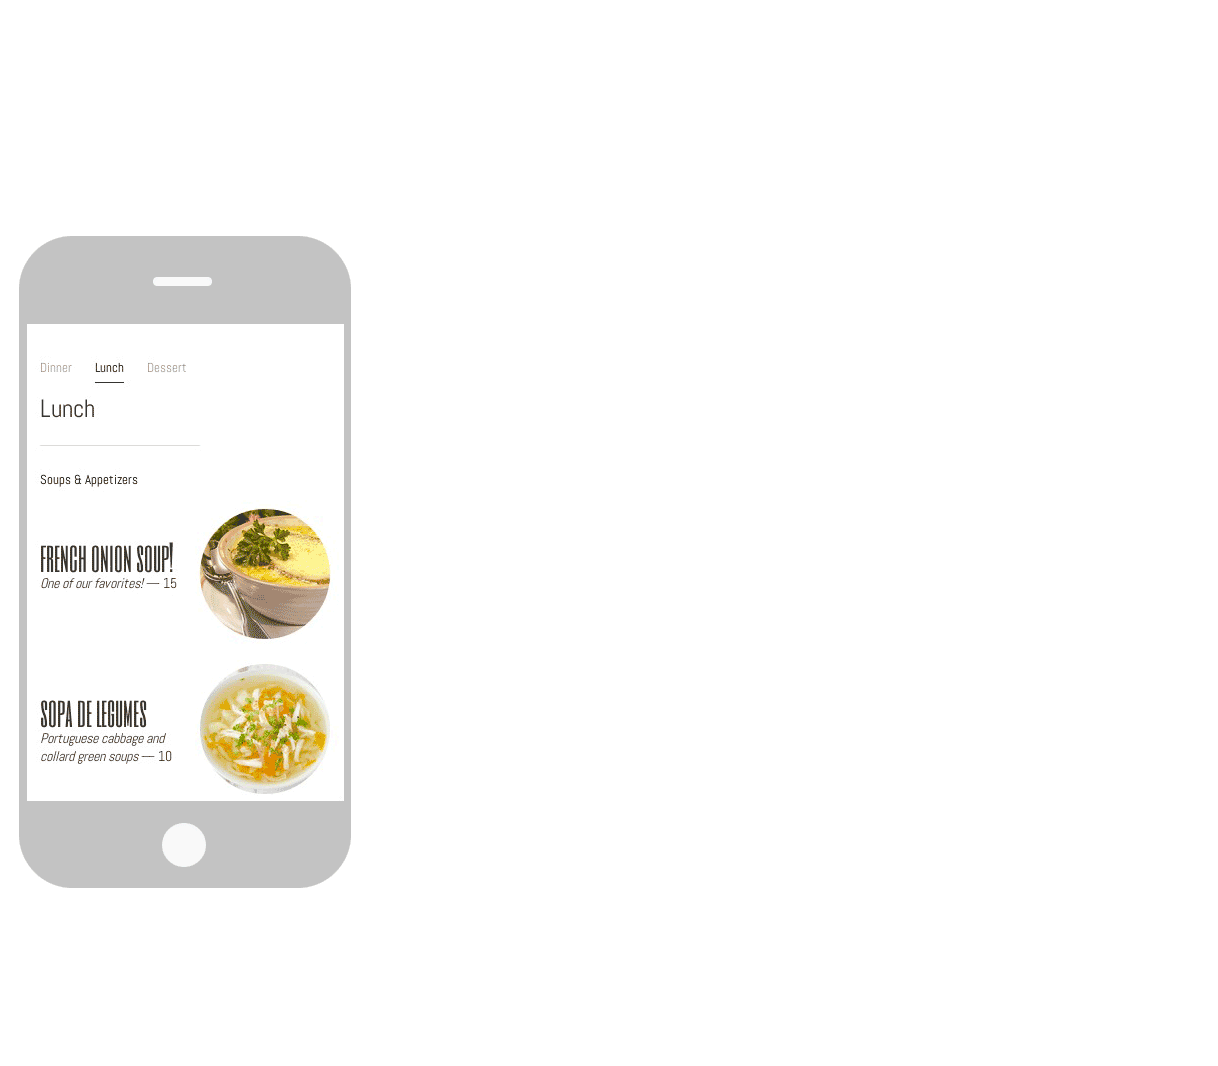 Dinner Lunch Dessert
Lunch
Soups & Appetizers
FRENCH ONION SOUP!
One of our favorites! — 15
SOPA DE LEGUMES
Portuguese cabbage and
collard green soups — 10